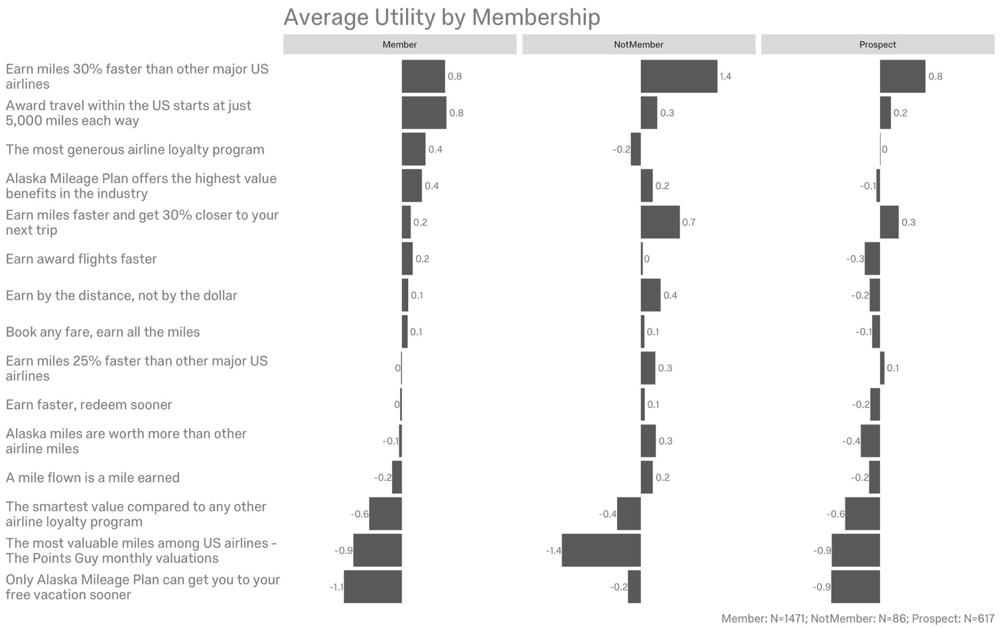 Average Utility by Membership
Member NotMember Prospect
Earn miles 30% faster than other major US
airlines
0.8 1.4 0.8
Award travel within the US starts at just
5,000 miles each way
0.8 0.3 0.2
The most generous airline loyalty program
0.4 -0.2 0
Alaska Mileage Plan offers the highest value
benefits in the industry
0.4 0.2 -0.1
Earn miles faster and get 30% closer to your
next trip
0.2 0.7 0.3
Earn award flights faster
0.2 0 -0.3
Earn by the distance, not by the dollar
0.1 0.4 -0.2
Book any fare, earn all the miles
0.1 0.1 -0.1
Earn miles 25% faster than other major US
airlines
0 0.3 0.1
Earn faster, redeem sooner
0 0.1 -0.2
Alaska miles are worth more than other
airline miles
-0.1 0.3 -0.4
A mile flown is a mile earned
-0.2 0.2 -0.2
The smartest value compared to any other
airline loyalty program
-0.6 -0.4 -0.6
The most valuable miles among US airlines -
The Points Guy monthly valuations
-0.9 -1.4 -0.9
Only Alaska Mileage Plan can get you to your
free vacation sooner
-1.1 -0.2 -0.9
Member: N=1471; NotMember: N=86; Prospect: N=617